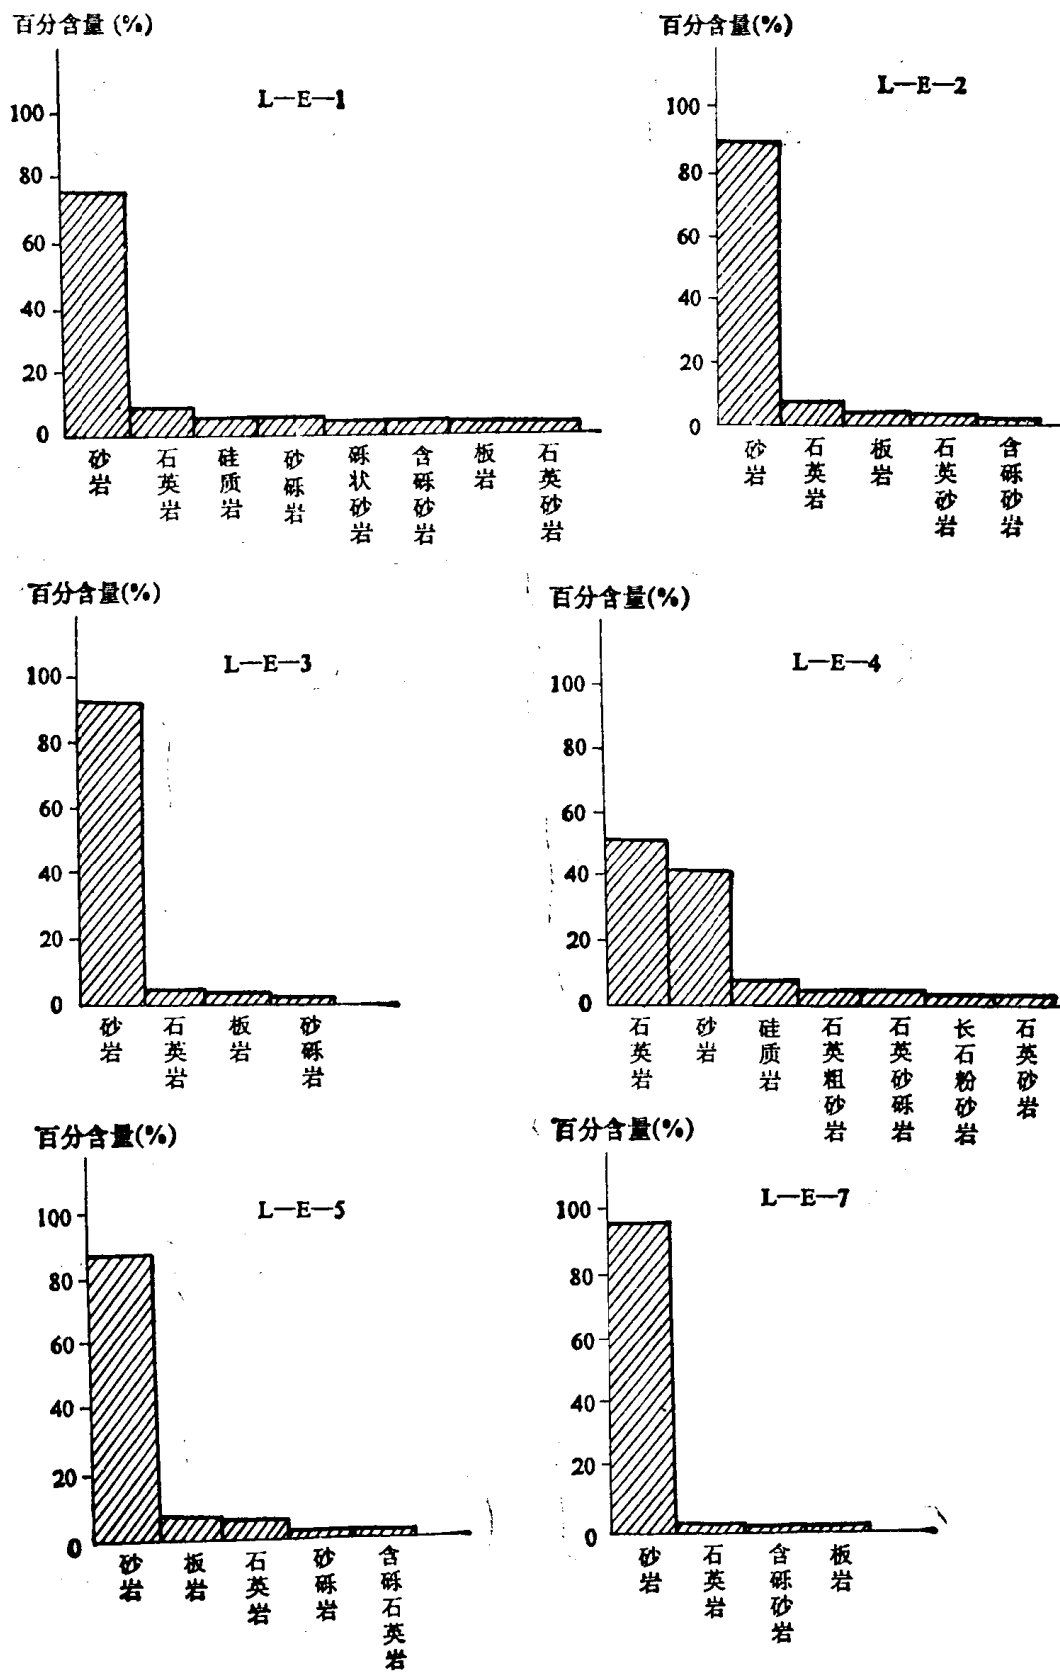 百分含量 (%)
L—E—1
100
80
60
40
20
0
砂岩
石英岩
硅质岩
砂砾岩
砾状砂岩
含砾砂岩
板岩
石英砂岩
百分含量(%)
L—E—2
100
80
60
40
20
0
砂岩
石英岩
板岩
石英砂岩
含砾砂岩
百分含量(%)
L—E—3
100
80
60
40
20
0
砂岩
石英岩
板岩
砂砾岩
百分含量(%)
L—E—4
100
80
60
40
20
0
石英岩
砂岩
硅质岩
石英粗砂岩
石英砂砾岩
长石粉砂岩
石英砂岩
百分含量(%)
L—E—5
100
80
60
40
20
0
砂岩
板岩
石英岩
砂砾岩
含砾石英岩
百分含量(%)
L—E—7
100
80
60
40
20
0
砂岩
石英岩
含砾砂岩
板岩